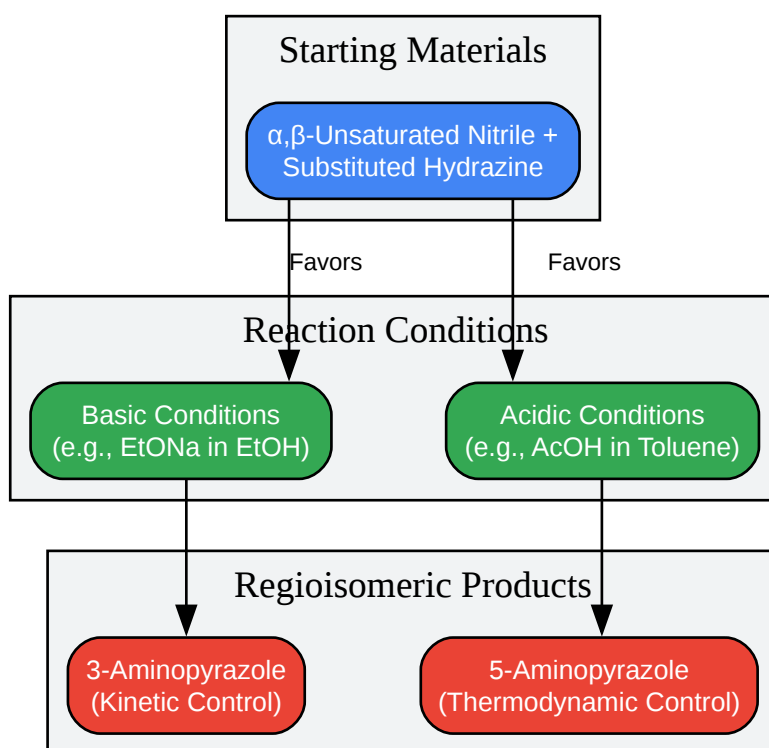 Starting Materials
α,β-Unsaturated Nitrile +
Substituted Hydrazine
Favors
Favors
Reaction Conditions
Basic Conditions
(e.g., EtONa in EtOH)
Acidic Conditions
(e.g., AcOH in Toluene)
Regioisomeric Products
3-Aminopyrazole
(Kinetic Control)
5-Aminopyrazole
(Thermodynamic Control)